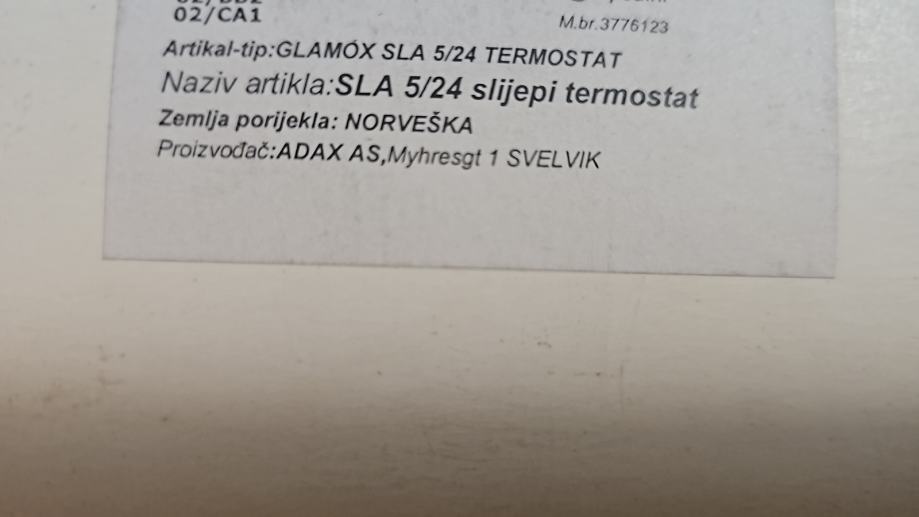 02/CA1
M.br.3776123
Artikal-tip:GLAMOX SLA 5/24 TERMOSTAT
Naziv artikla:SLA 5/24 slijepi termostat
Zemlja porijekla: NORVEŠKA
Proizvođač:ADAX AS,Myhresgt 1 SVELVIK